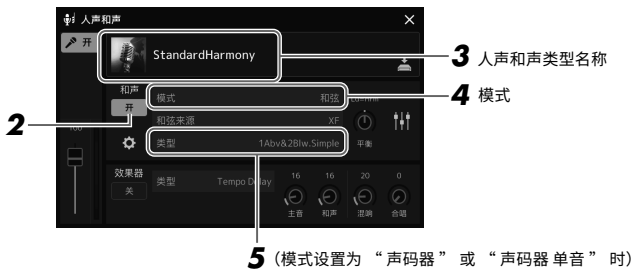 人声和声
开
StandardHarmony
3 人声和声类型名称
和声
模式 和弦
4 模式
开
2
和弦来源 XF
100
类型 1Abv&2Blw.Simple
平衡
效果器
类型 Tempo Delay
16 16 20 0
关
主音 和声 混响 合唱
5 (模式设置为 “声码器” 或 “声码器单音” 时)